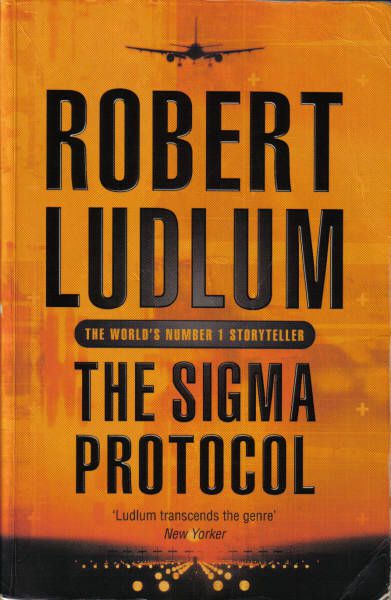 ROBERT
LUDLUM
THE WORLD'S NUMBER 1 STORYTELLER
THE SIGMA
PROTOCOL
‘Ludlum transcends the genre’
New Yorker